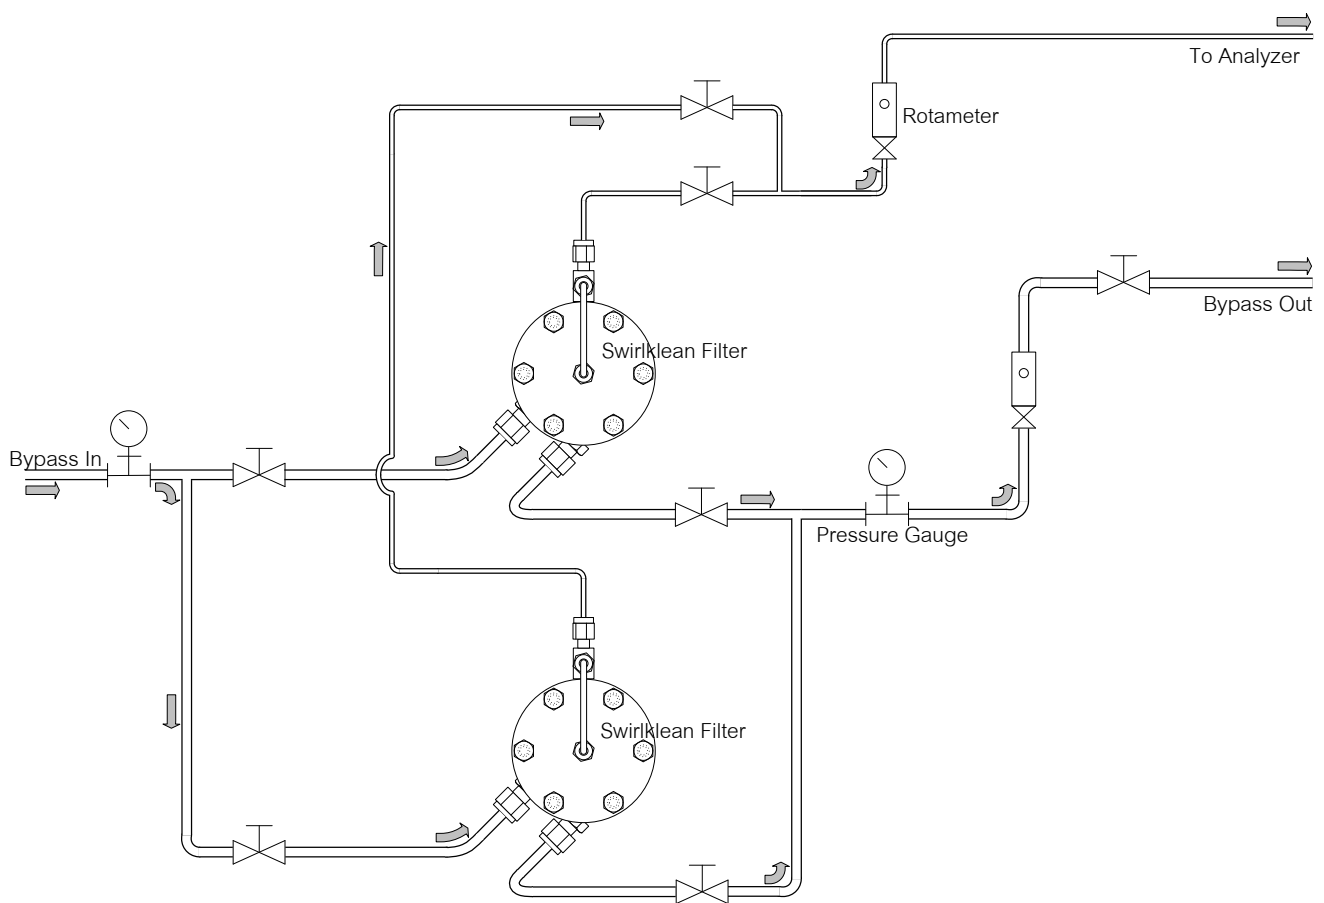 To Analyzer
Rotameter
Bypass Out
Swirlklean Filter
Bypass In
Pressure Gauge
Swirlklean Filter